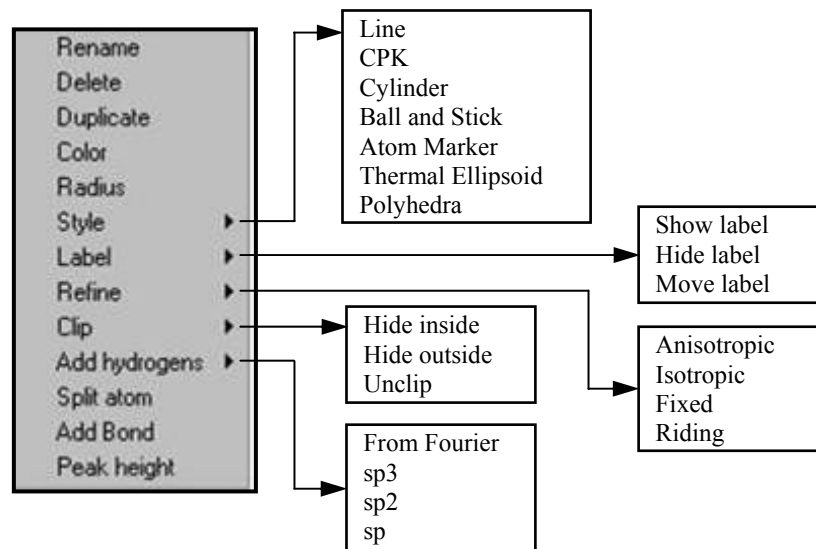 Rename
Delete
Duplicate
Color
Radius
Style
Label
Refine
Clip
Add hydrogens
Split atom
Add Bond
Peak height
Line
CPK
Cylinder
Ball and Stick
Atom Marker
Thermal Ellipsoid
Polyhedra
Show label
Hide label
Move label
Hide inside
Hide outside
Unclip
Anisotropic
Isotropic
Fixed
Riding
From Fourier
sp3
sp2
sp